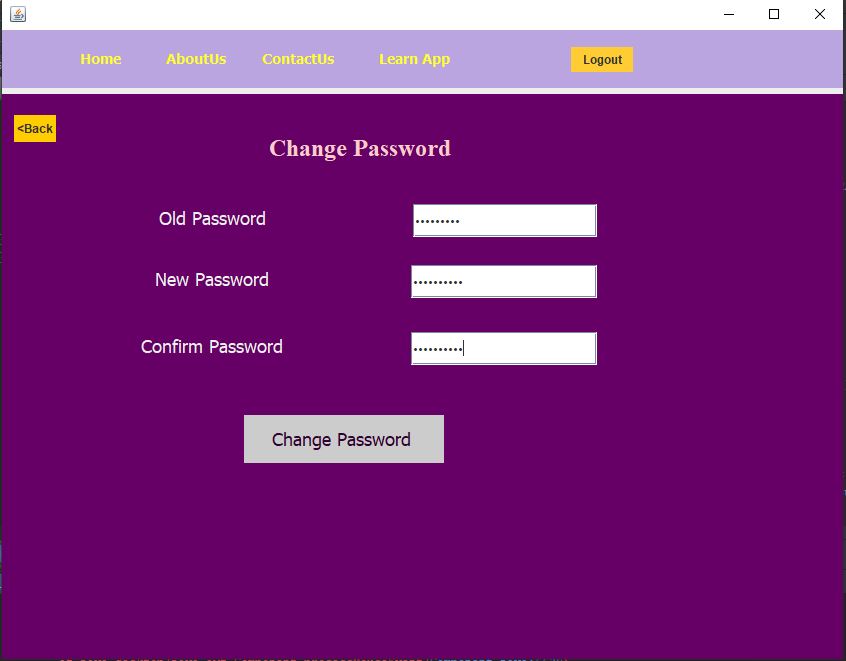 Home AboutUs ContactUs Learn App Logout
<Back
Change Password
Old Password •••••••••
New Password ••••••••••
Confirm Password ••••••••••
Change Password